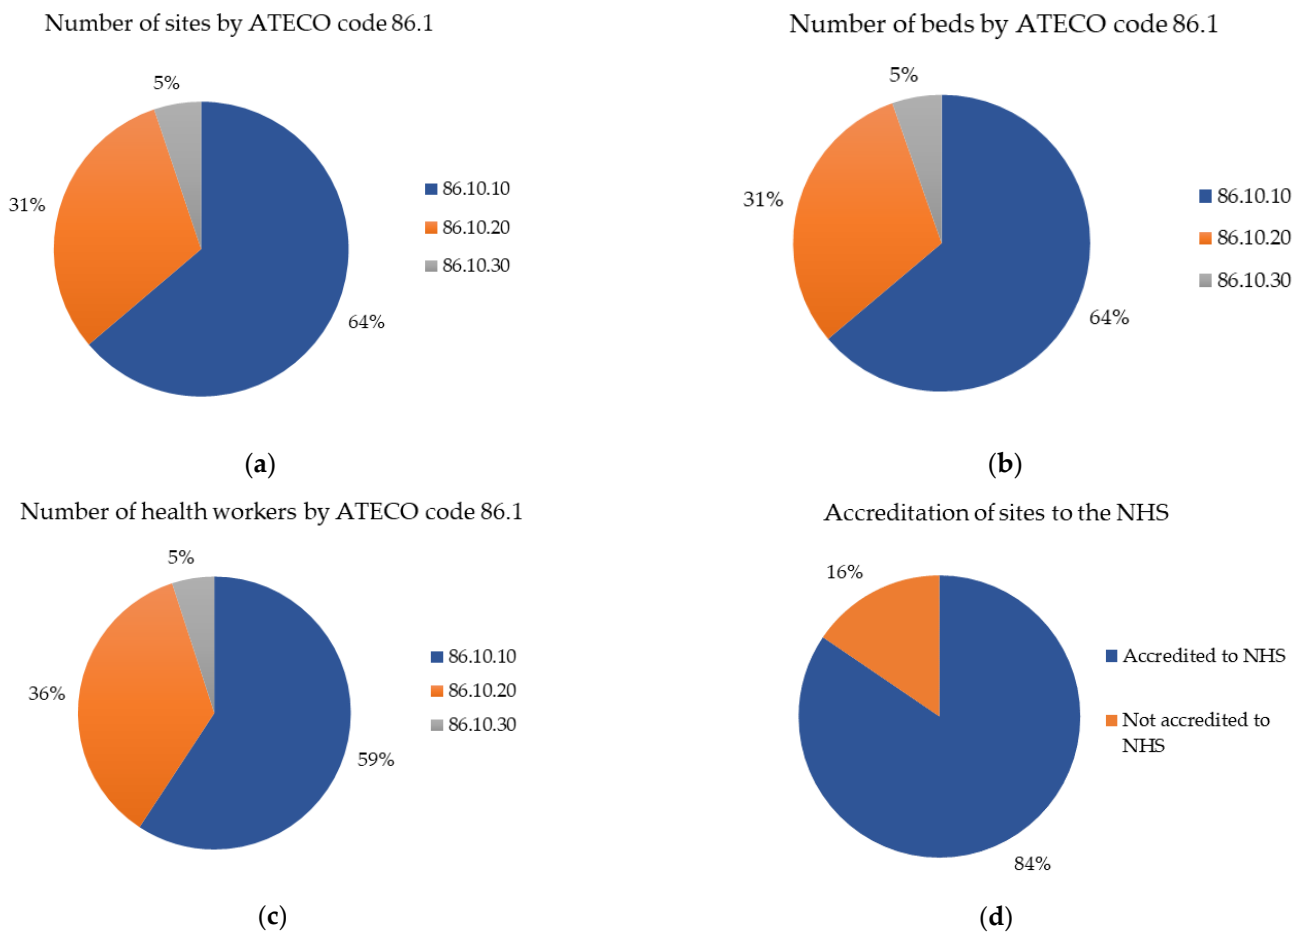 Number of sites by ATECO code 86.1
5%
31%
64%
86.10.10
86.10.20
86.10.30
(a)
Number of beds by ATECO code 86.1
5%
31%
64%
86.10.10
86.10.20
86.10.30
(b)
Number of health workers by ATECO code 86.1
5%
36%
59%
86.10.10
86.10.20
86.10.30
(c)
Accreditation of sites to the NHS
16%
84%
Accredited to NHS
Not accredited to
NHS
(d)